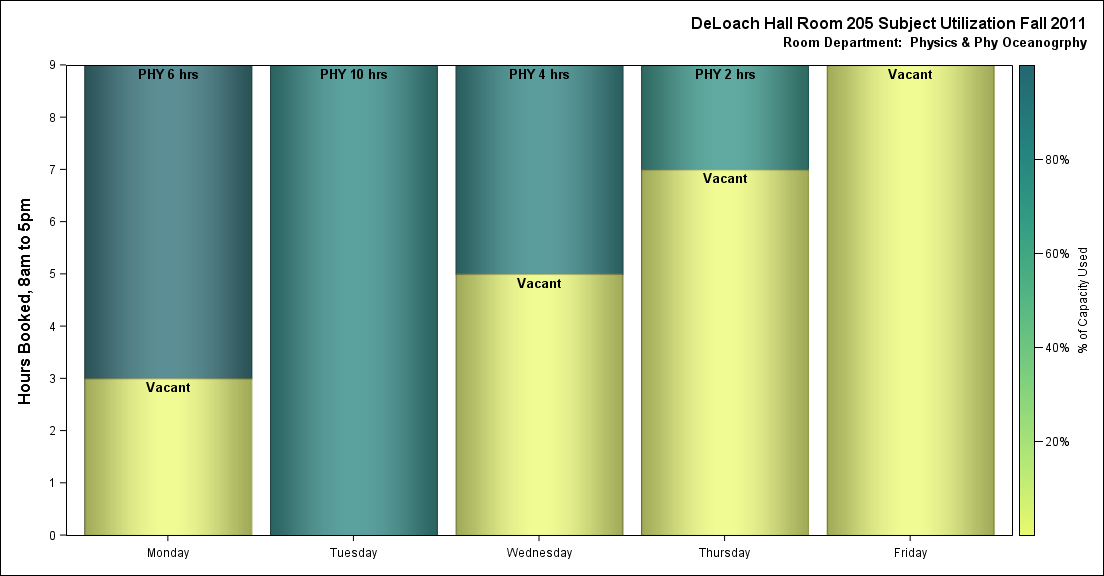 DeLoach Hall Room 205 Subject Utilization Fall 2011
Room Department:  Physics & Phy Oceanogrphy
Hours Booked, 8am to 5pm
9
8
7
6
5
4
3
2
1
0
PHY 6 hrs
Vacant
PHY 10 hrs
PHY 4 hrs
Vacant
PHY 2 hrs
Vacant
Vacant
Monday
Tuesday
Wednesday
Thursday
Friday
80%
60%
40%
20%
% of Capacity Used